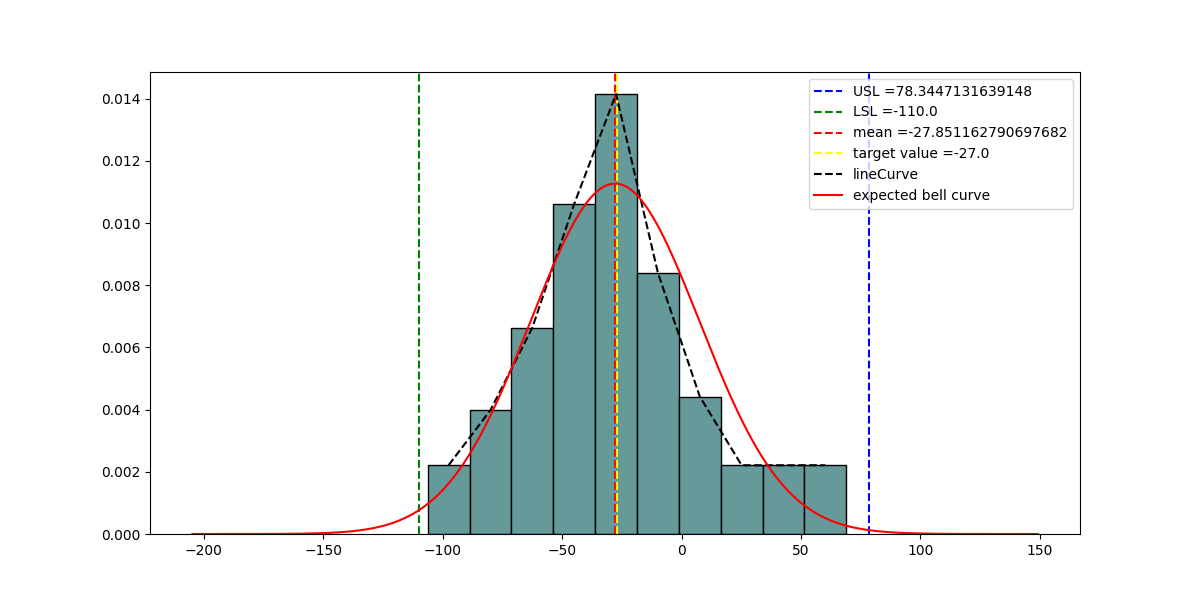 USL =78.3447131639148
LSL =-110.0
mean =-27.851162790697682
target value =-27.0
lineCurve
expected bell curve
0.014
0.012
0.010
0.008
0.006
0.004
0.002
0.000
−200 −150 −100 −50 0 50 100 150